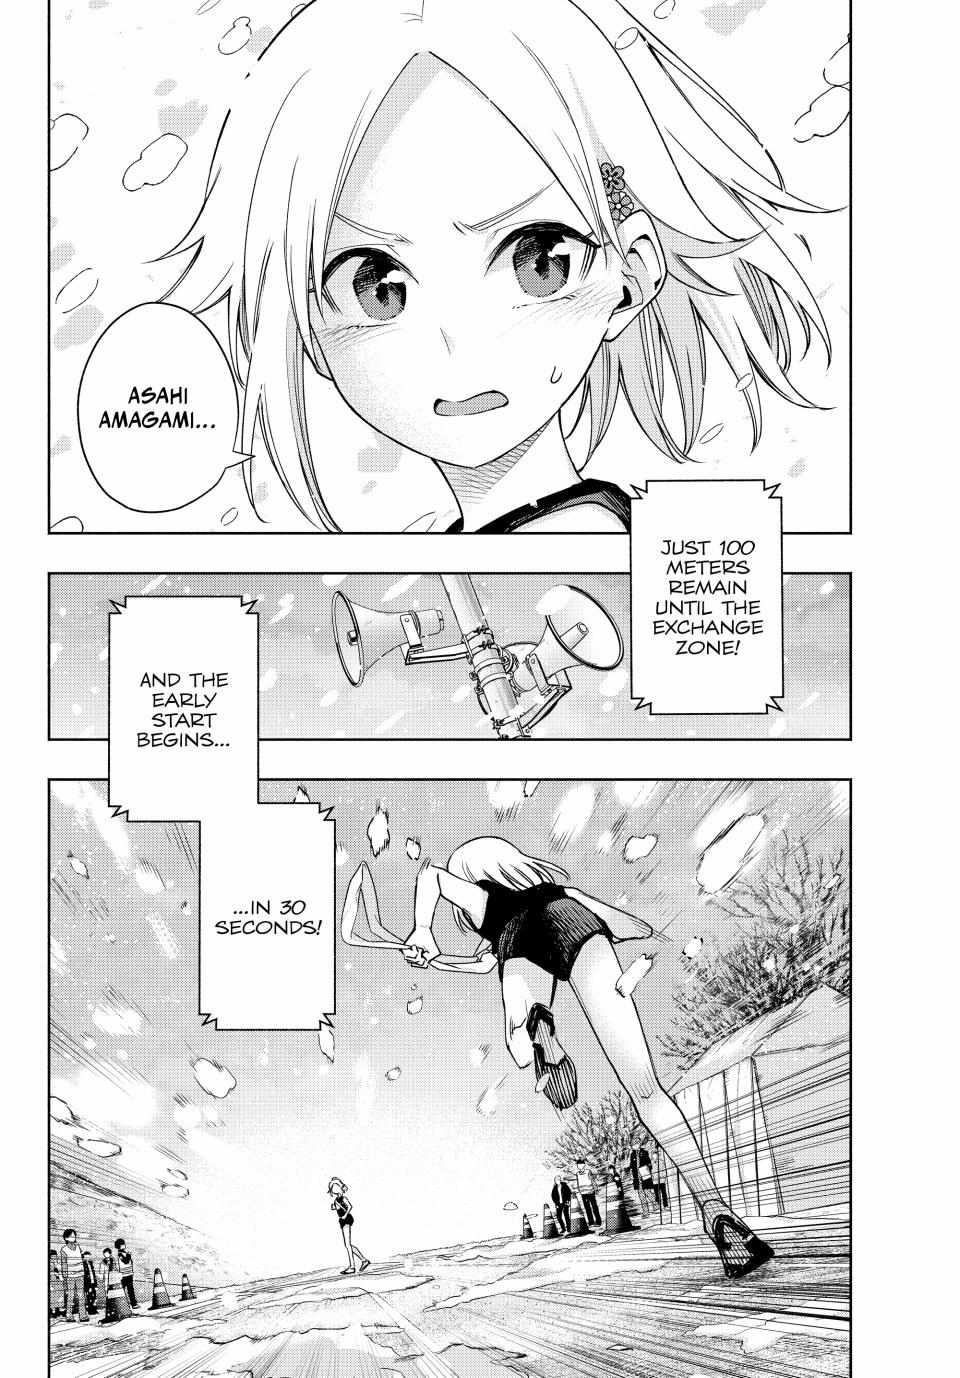 ASAHI
AMAGAMI...
JUST 100
METERS
REMAIN
UNTIL THE
EXCHANGE
ZONE!
AND THE
EARLY
START
BEGINS...
...IN 30
SECONDS!